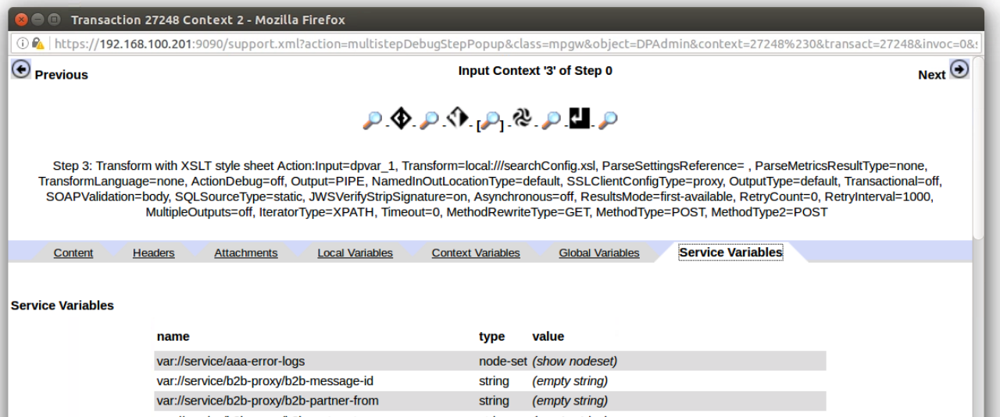 Transaction 27248 Context 2 - Mozilla Firefox
https://192.168.100.201:9090/support.xml?action=multistepDebugStepPopup&class=mpgw&object=DPAdmin&context=27248%230&transact=27248&invoc=0&
Previous
Input Context '3' of Step 0
Next
[ ]
Step 3: Transform with XSLT style sheet Action:Input=dpvar_1, Transform=local:///searchConfig.xsl, ParseSettingsReference= , ParseMetricsResultType=none,
TransformLanguage=none, ActionDebug=off, Output=PIPE, NamedInOutLocationType=default, SSLClientConfigType=proxy, OutputType=default, Transactional=off,
SOAPValidation=body, SQLSourceType=static, JWSVerifyStripSignature=on, Asynchronous=off, ResultsMode=first-available, RetryCount=0, RetryInterval=1000,
MultipleOutputs=off, IteratorType=XPATH, Timeout=0, MethodRewriteType=GET, MethodType=POST, MethodType2=POST
Content Headers Attachments Local Variables Context Variables Global Variables Service Variables
Service Variables
name type value
var://service/aaa-error-logs node-set (show nodeset)
var://service/b2b-proxy/b2b-message-id string (empty string)
var://service/b2b-proxy/b2b-partner-from string (empty string)